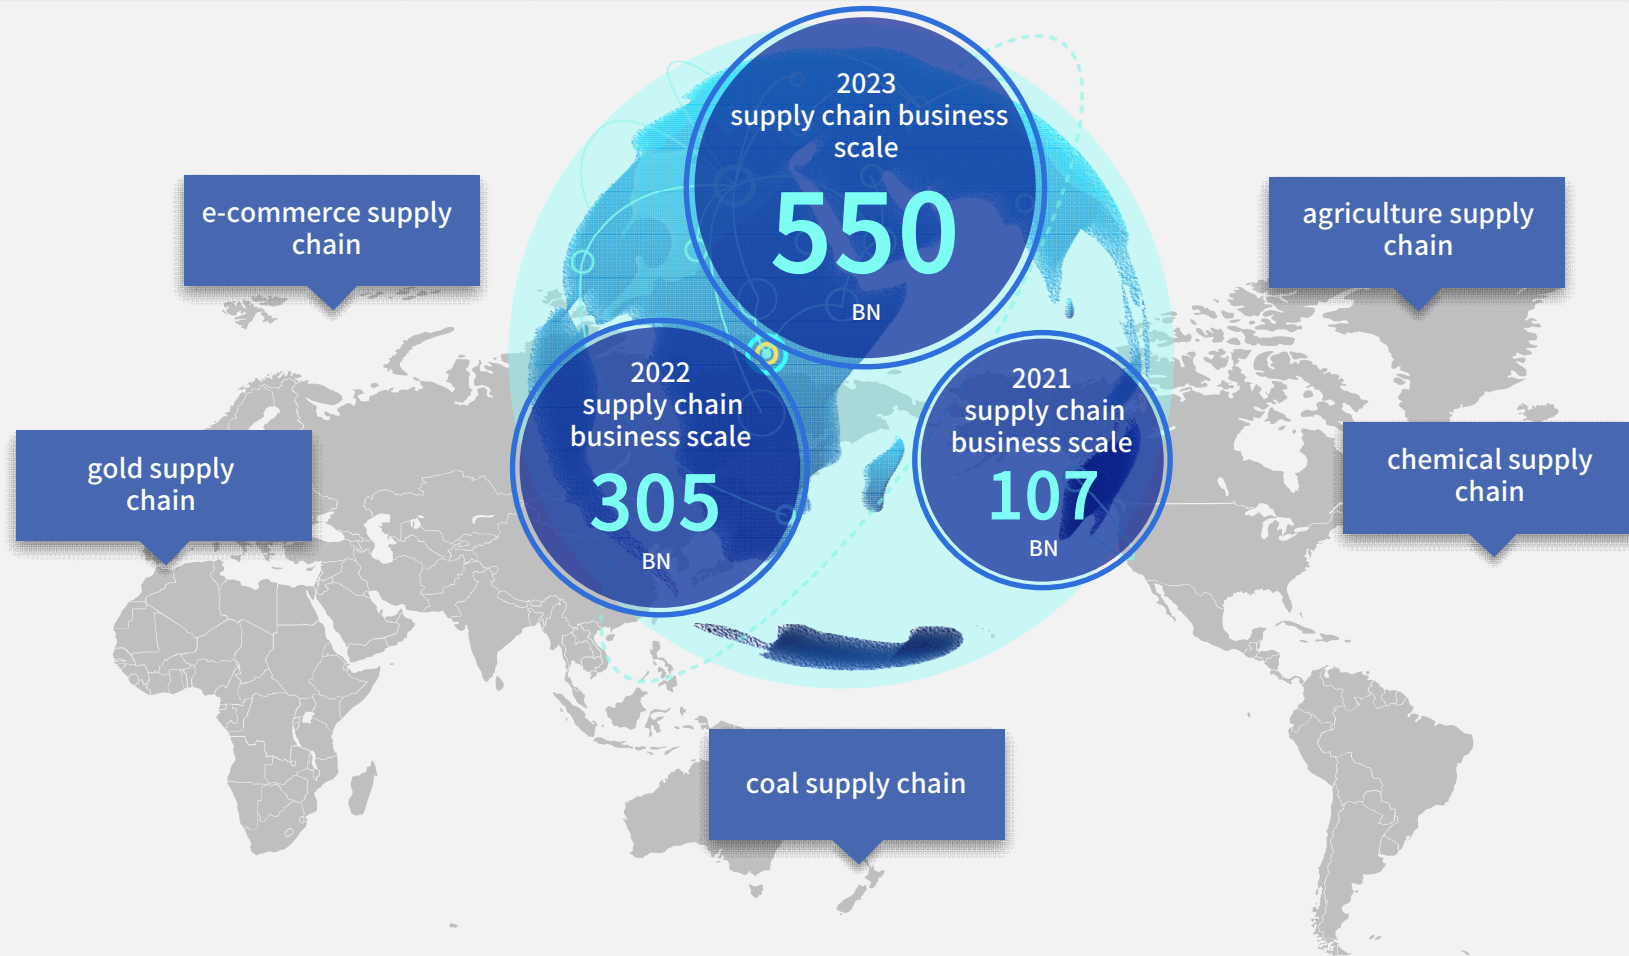 2023
supply chain business
scale
550
BN
e-commerce supply
chain
agriculture supply
chain
2022
supply chain
business scale
305
BN
2021
supply chain
business scale
107
BN
gold supply
chain
chemical supply
chain
coal supply chain